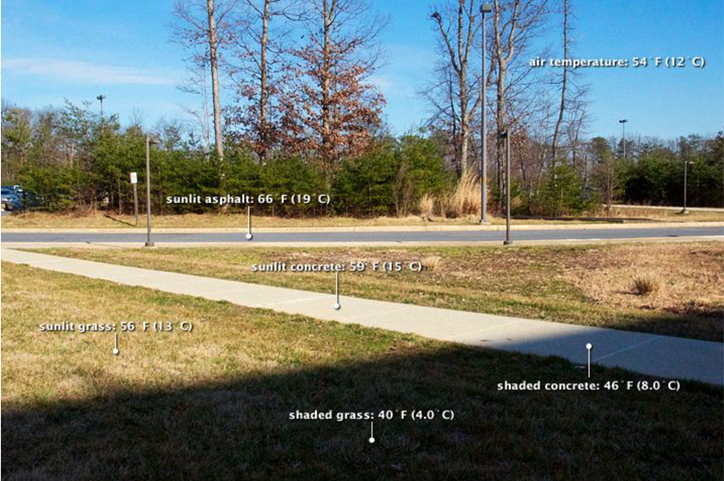 air temperature: 54°F (12°C)
sunlit asphalt: 66°F (19°C)
sunlit concrete: 59°F (15°C)
sunlit grass: 56°F (13°C)
shaded concrete: 46°F (8.0°C)
shaded grass: 40°F (4.0°C)